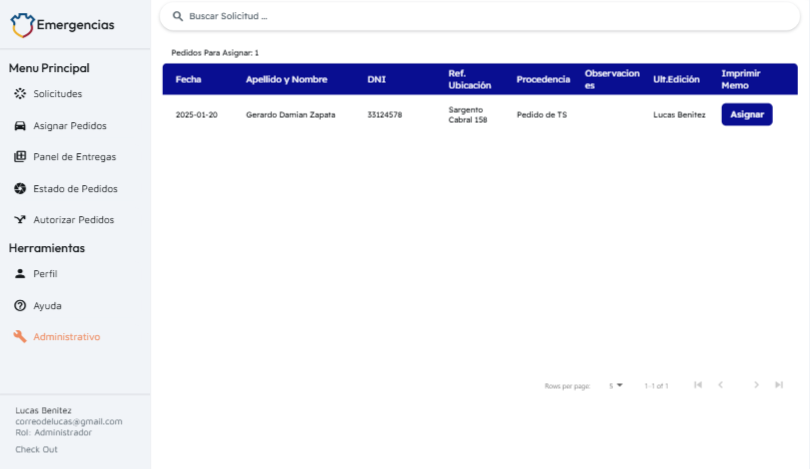 Emergencias
Menu Principal
Solicitudes
Asignar Pedidos
Panel de Entregas
Estado de Pedidos
Autorizar Pedidos
Herramientas
Perfil
Ayuda
Administrativo
Lucas Benitez
correodelucas@gmail.com
Rol: Administrador
Check Out
Buscar Solicitud ...
Pedidos Para Asignar: 1
Fecha Apellido y Nombre DNI Ref. Ubicación Procedencia Observaciones Ult.Edición Imprimir Memo
2025-01-20 Gerardo Damian Zapata 33124578 Sargento Cabral 158 Pedido de TS Lucas Benitez Asignar
Rows per page: 5 1-1 of 1